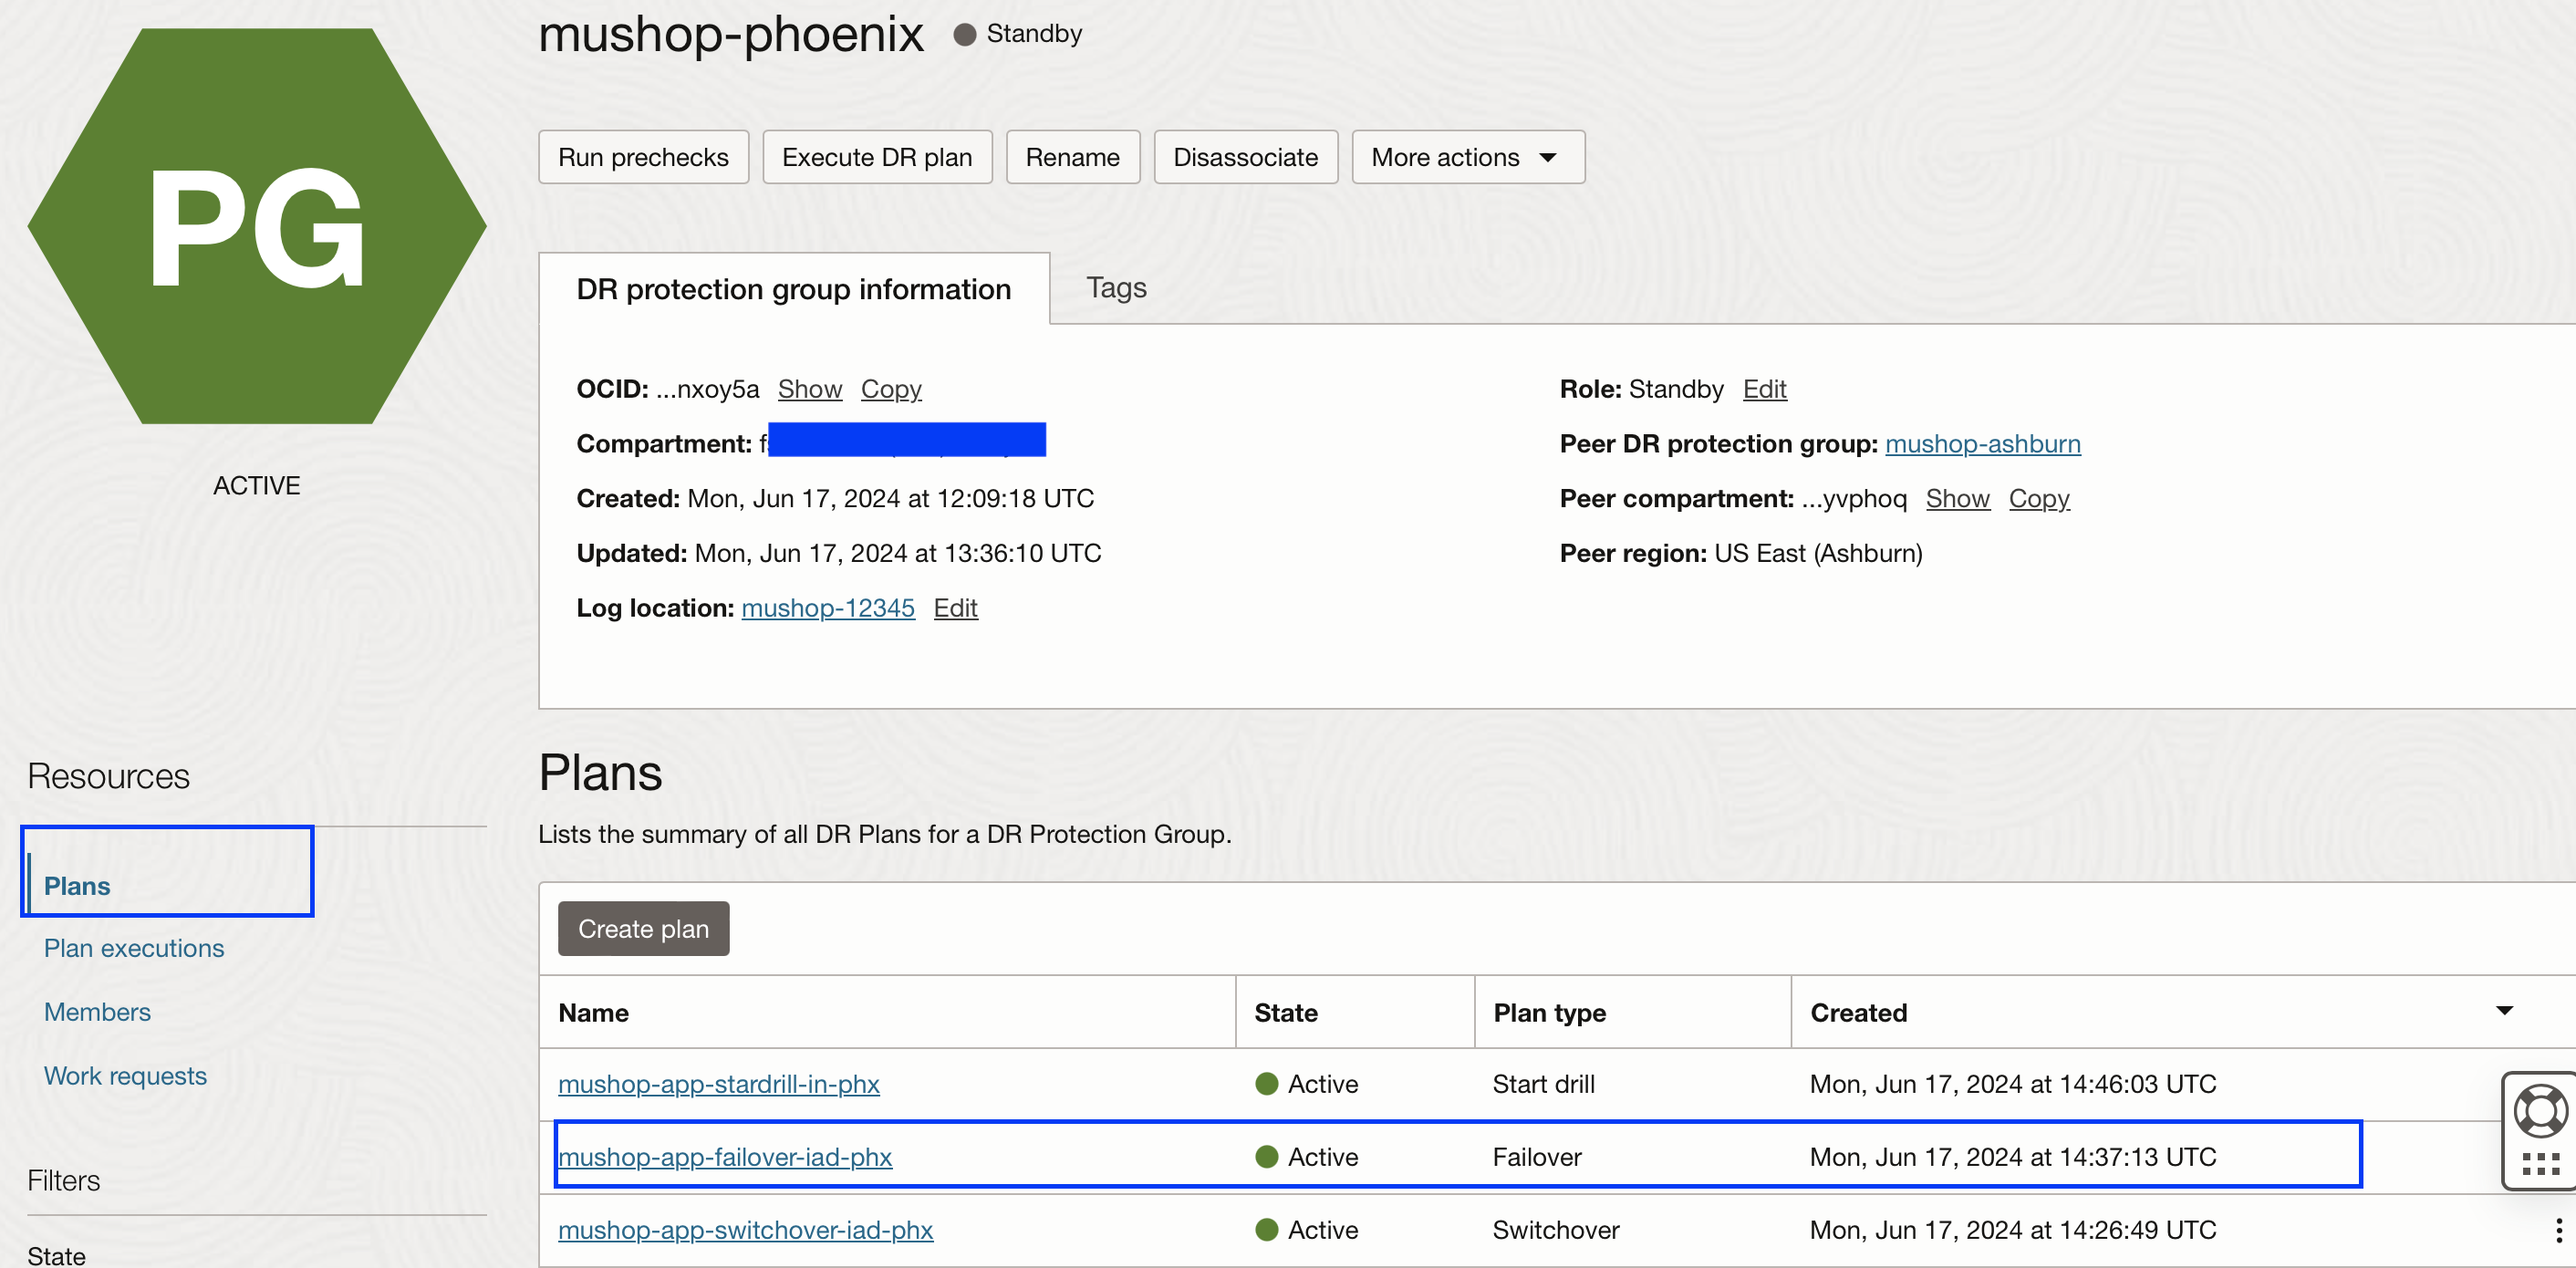 mushop-phoenix Standby
PG
Run prechecks Execute DR plan Rename Disassociate More actions
DR protection group information Tags
OCID: ...nxoy5a Show Copy
Role: Standby Edit
Compartment:
Peer DR protection group: mushop-ashburn
ACTIVE
Created: Mon, Jun 17, 2024 at 12:09:18 UTC
Peer compartment: ...yvphoq Show Copy
Updated: Mon, Jun 17, 2024 at 13:36:10 UTC
Peer region: US East (Ashburn)
Log location: mushop-12345 Edit
Resources
Plans
Plan executions
Members
Work requests
Filters
State
Plans
Lists the summary of all DR Plans for a DR Protection Group.
Create plan
Name State Plan type Created
mushop-app-stardrill-in-phx Active Start drill Mon, Jun 17, 2024 at 14:46:03 UTC
mushop-app-failover-iad-phx Active Failover Mon, Jun 17, 2024 at 14:37:13 UTC
mushop-app-switchover-iad-phx Active Switchover Mon, Jun 17, 2024 at 14:26:49 UTC